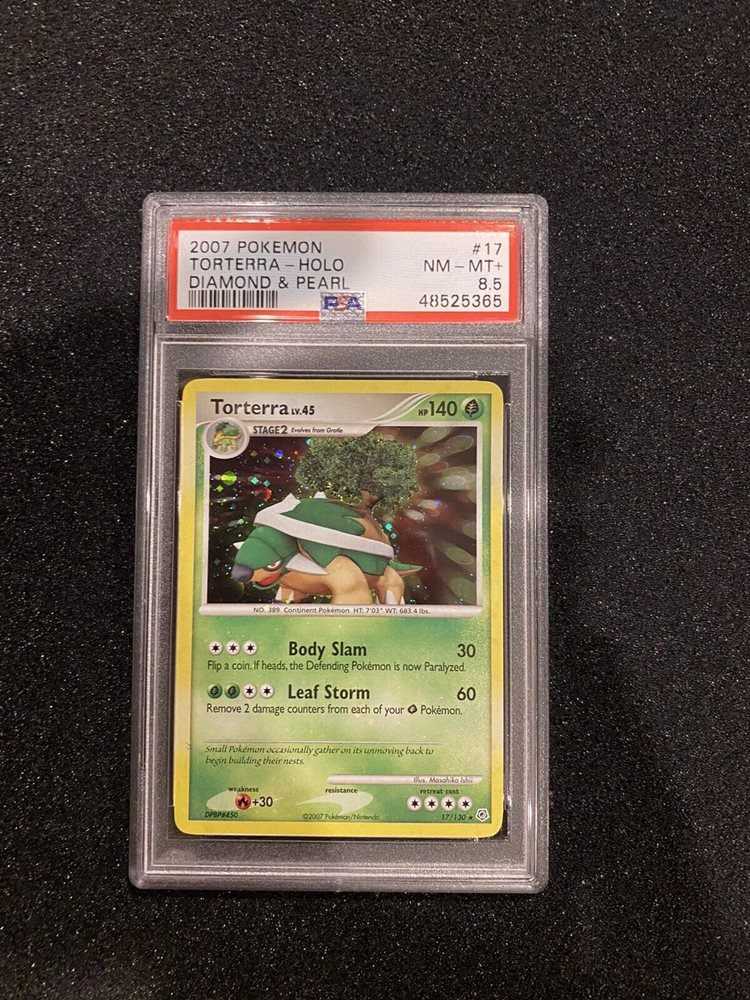 2007 POKEMON #17
TORTERRA - HOLO NM - MT+
DIAMOND & PEARL 8.5
PSA 48525365
Torterra LV.45 HP 140
STAGE2 Evolves from Grotle
NO. 389 Continent Pokémon HT: 7'03" WT: 683.4 lbs.
Body Slam 30
Flip a coin. If heads, the Defending Pokémon is now Paralyzed.
Leaf Storm 60
Remove 2 damage counters from each of your Pokémon.
Small Pokémon occasionally gather on its unmoving back to
begin building their nests.
Illus. Masahiko Ishii
weakness resistance retreat cost
+30
DPBP#450 ©2007 Pokémon/Nintendo 17/130 ★